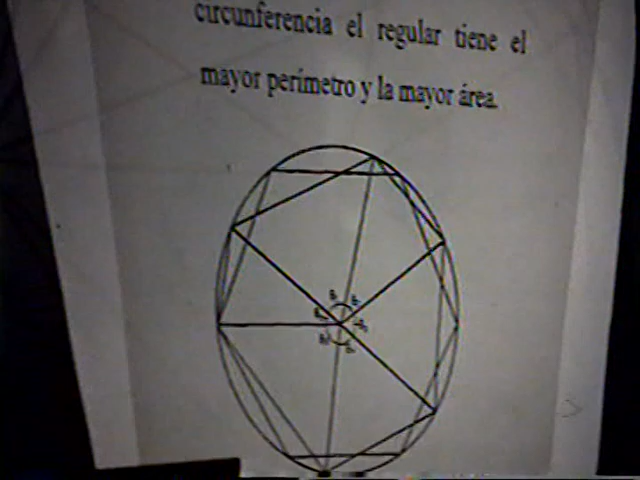 circunferencia el regular tiene el
mayor perímetro y la mayor área.